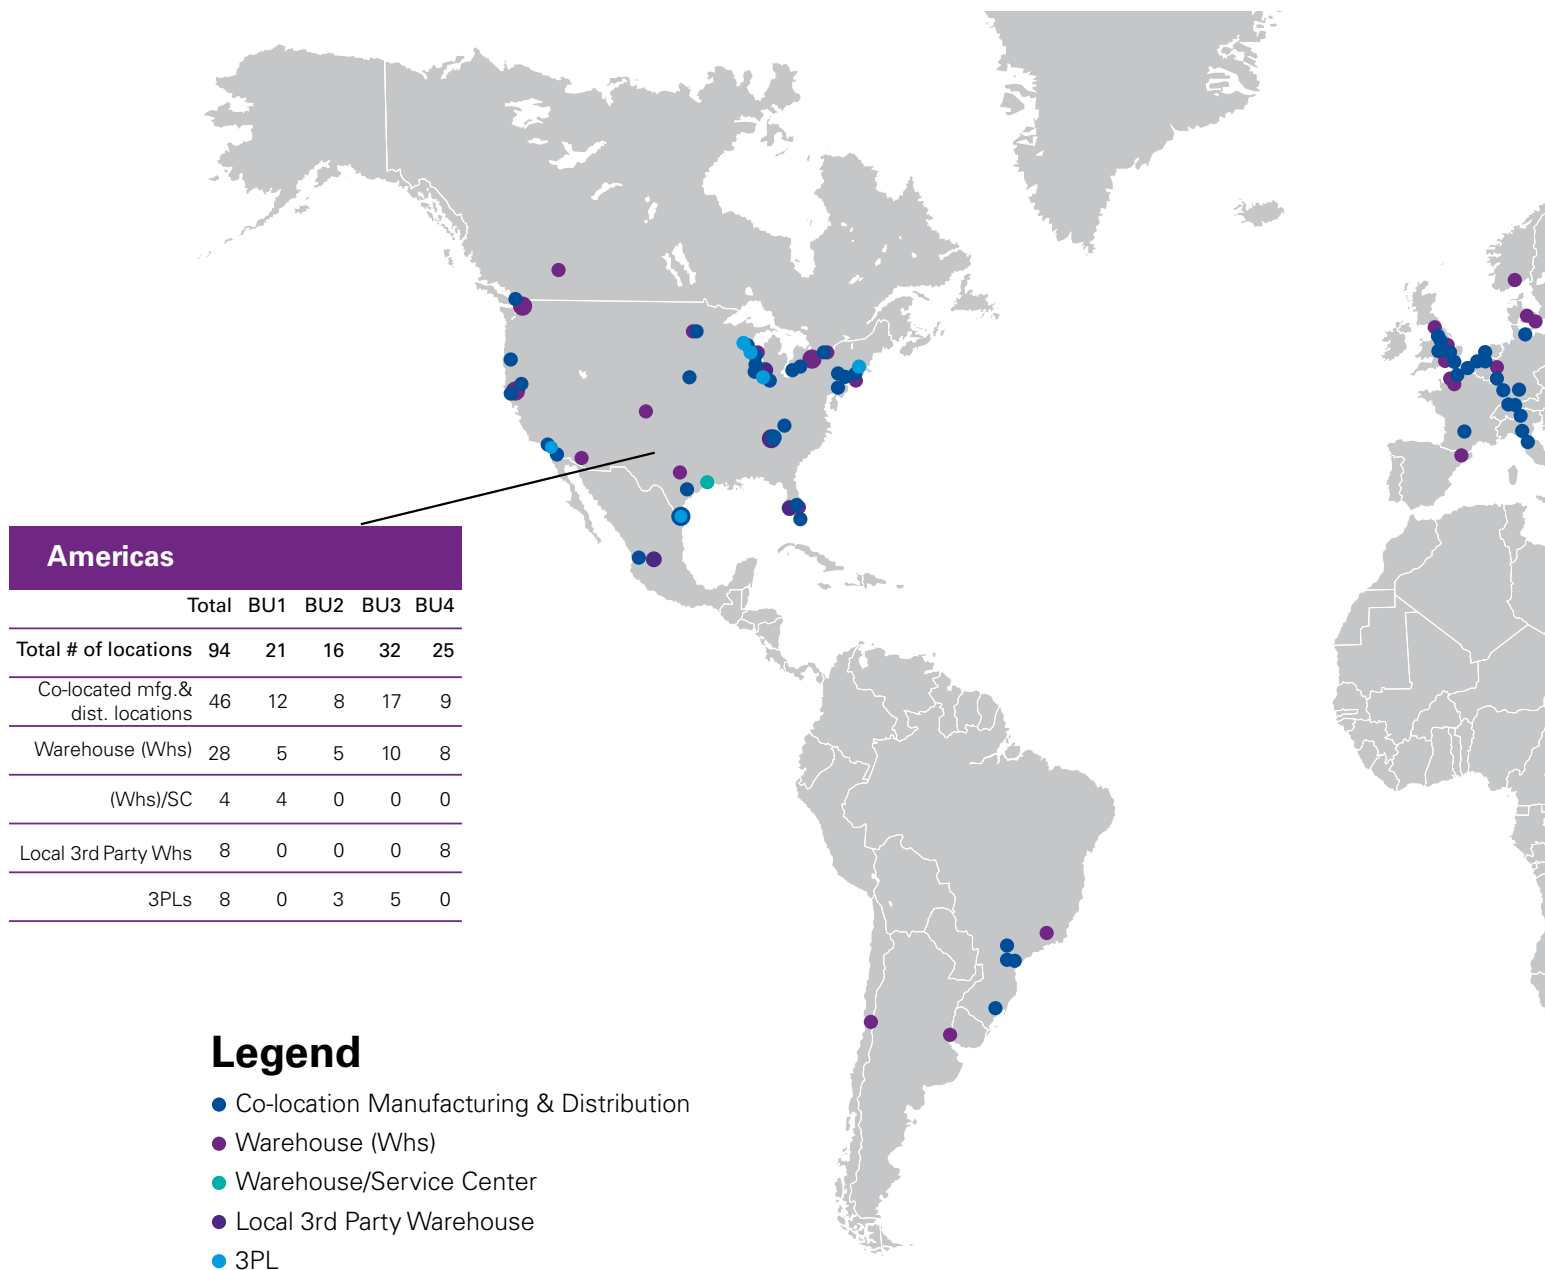 Americas
Total BU1 BU2 BU3 BU4
Total # of locations 94 21 16 32 25
Co-located mfg.&
dist. locations 46 12 8 17 9
Warehouse (Whs) 28 5 5 10 8
(Whs)/SC 4 4 0 0 0
Local 3rd Party Whs 8 0 0 0 8
3PLs 8 0 3 5 0
Legend
Co-location Manufacturing & Distribution
Warehouse (Whs)
Warehouse/Service Center
Local 3rd Party Warehouse
3PL